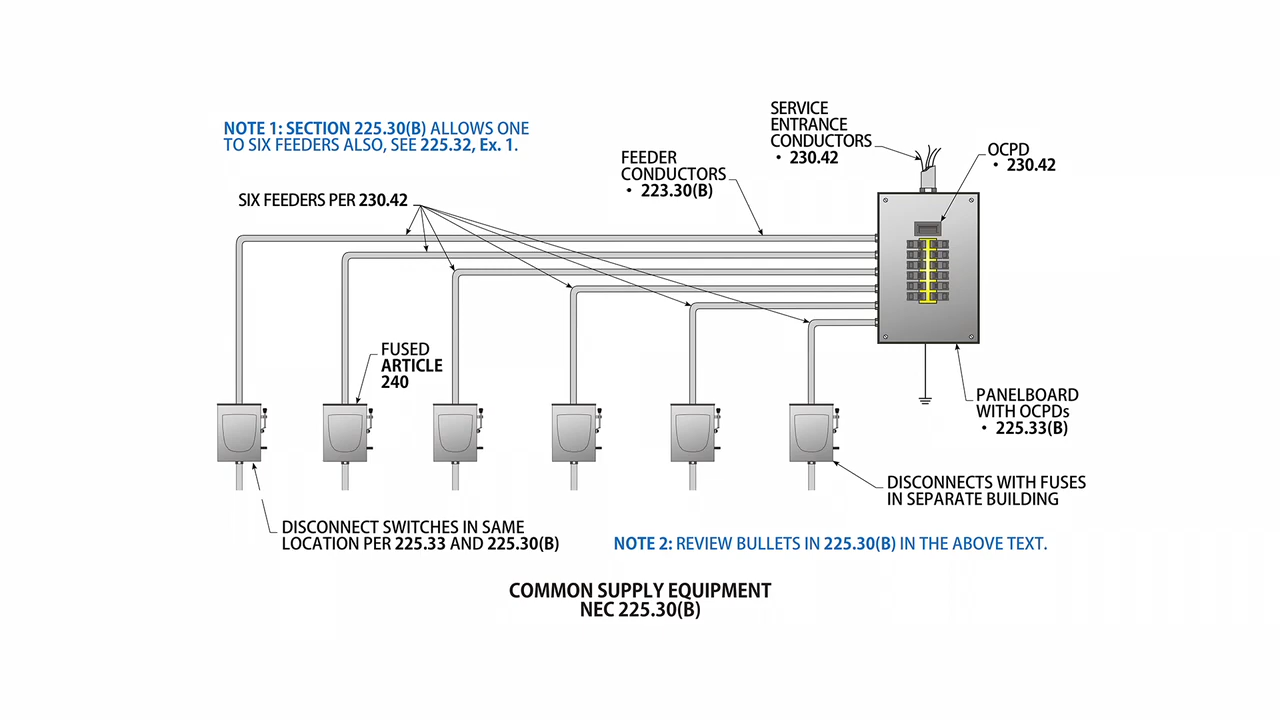 NOTE 1: SECTION 225.30(B) ALLOWS ONE
TO SIX FEEDERS ALSO, SEE 225.32, Ex. 1.
SERVICE
ENTRANCE
CONDUCTORS
• 230.42
OCPD
• 230.42
FEEDER
CONDUCTORS
• 223.30(B)
SIX FEEDERS PER 230.42
FUSED
ARTICLE
240
PANELBOARD
WITH OCPDs
• 225.33(B)
DISCONNECTS WITH FUSES
IN SEPARATE BUILDING
DISCONNECT SWITCHES IN SAME
LOCATION PER 225.33 AND 225.30(B)
NOTE 2: REVIEW BULLETS IN 225.30(B) IN THE ABOVE TEXT.
COMMON SUPPLY EQUIPMENT
NEC 225.30(B)